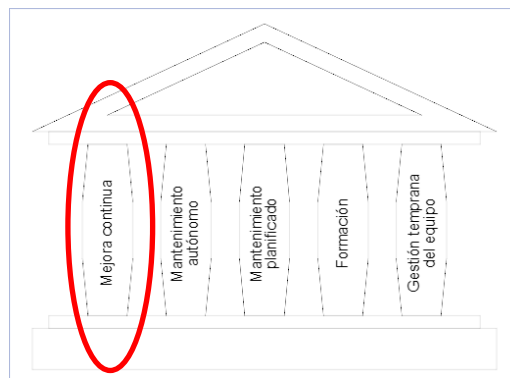 Mejora continua
Mantenimiento
autónomo
Mantenimiento
planificado
Formación
Gestión temprana
del equipo